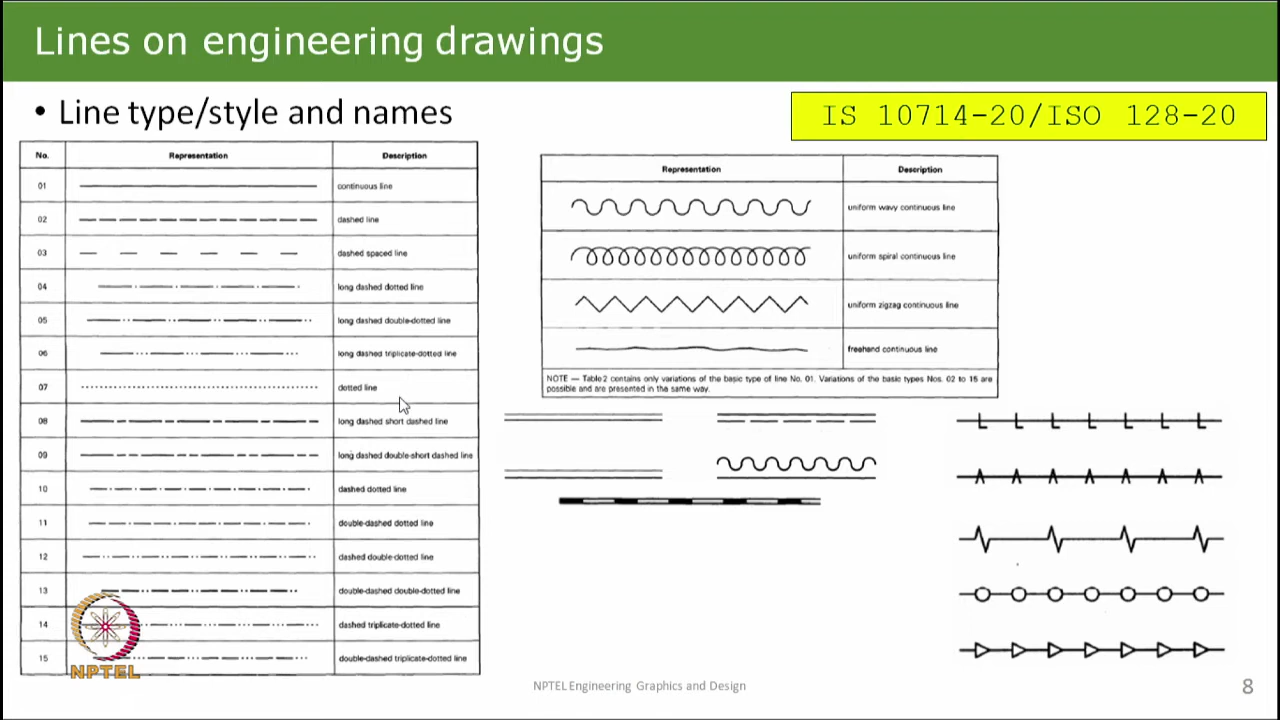 Lines on engineering drawings
• Line type/style and names
IS 10714-20/ISO 128-20
No. Representation Description
01 continuous line
02 dashed line
03 dashed spaced line
04 long dashed dotted line
05 long dashed double-dotted line
06 long dashed triplicate-dotted line
07 dotted line
08 long dashed short dashed line
09 long dashed double-short dashed line
10 dashed dotted line
11 double-dashed dotted line
12 dashed double-dotted line
13 double-dashed double-dotted line
14 dashed triplicate-dotted line
15 double-dashed triplicate-dotted line
Representation Description
uniform wavy continuous line
uniform spiral continuous line
uniform zigzag continuous line
freehand continuous line
NOTE — Table 2 contains only variations of the basic type of line No. 01. Variations of the basic types Nos. 02 to 15 are
possible and are presented in the same way.
NPTEL
NPTEL Engineering Graphics and Design
8